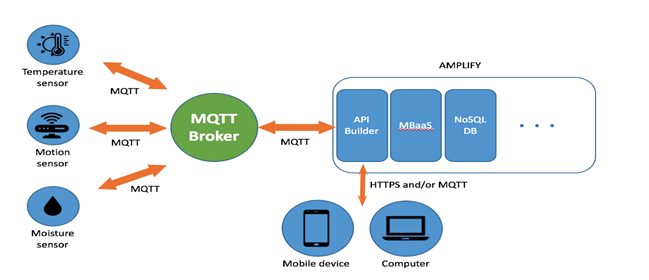 AMPLIFY
Temperature
sensor
MQTT
MQTT
Broker
MQTT
API
Builder
MBaaS
NoSQL
DB
. . .
Motion
sensor
MQTT
MQTT
HTTPS and/or MQTT
Moisture
sensor
Mobile device
Computer